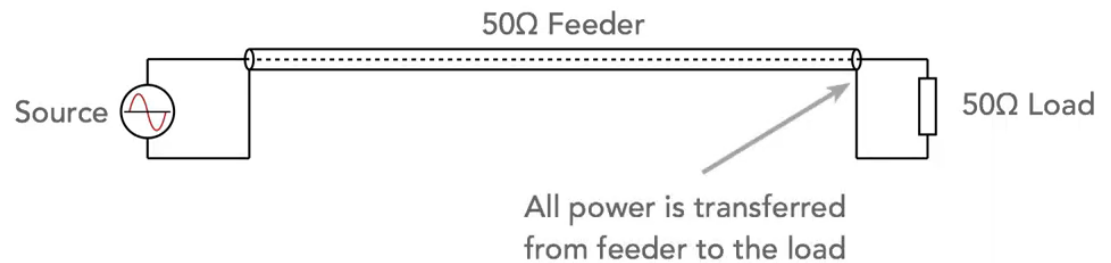 50Ω Feeder
Source
50Ω Load
All power is transferred
from feeder to the load